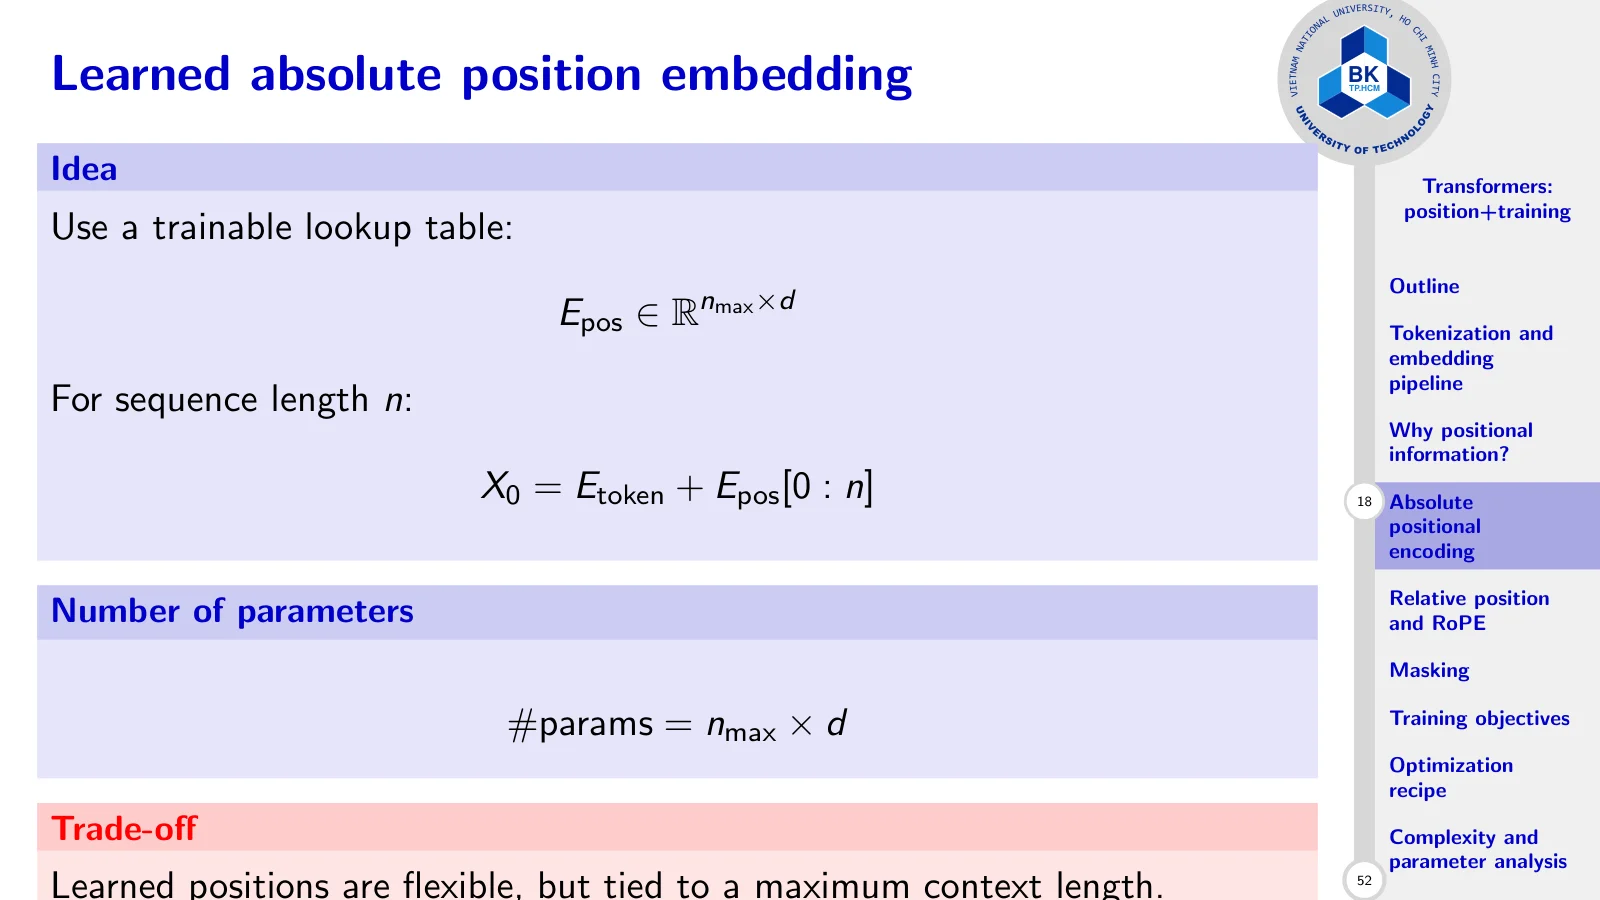 Learned absolute position embedding
Idea
Use a trainable lookup table:
E_pos ∈ ℝ^{n_max × d}
For sequence length n:
X_0 = E_token + E_pos[0 : n]
Number of parameters
#params = n_max × d
Trade-off
Learned positions are flexible, but tied to a maximum context length.
VIETNAM NATIONAL UNIVERSITY, HO CHI MINH CITY
BK
TP.HCM
UNIVERSITY OF TECHNOLOGY
Transformers:
position+training
Outline
Tokenization and
embedding
pipeline
Why positional
information?
18
Absolute
positional
encoding
Relative position
and RoPE
Masking
Training objectives
Optimization
recipe
Complexity and
parameter analysis
52